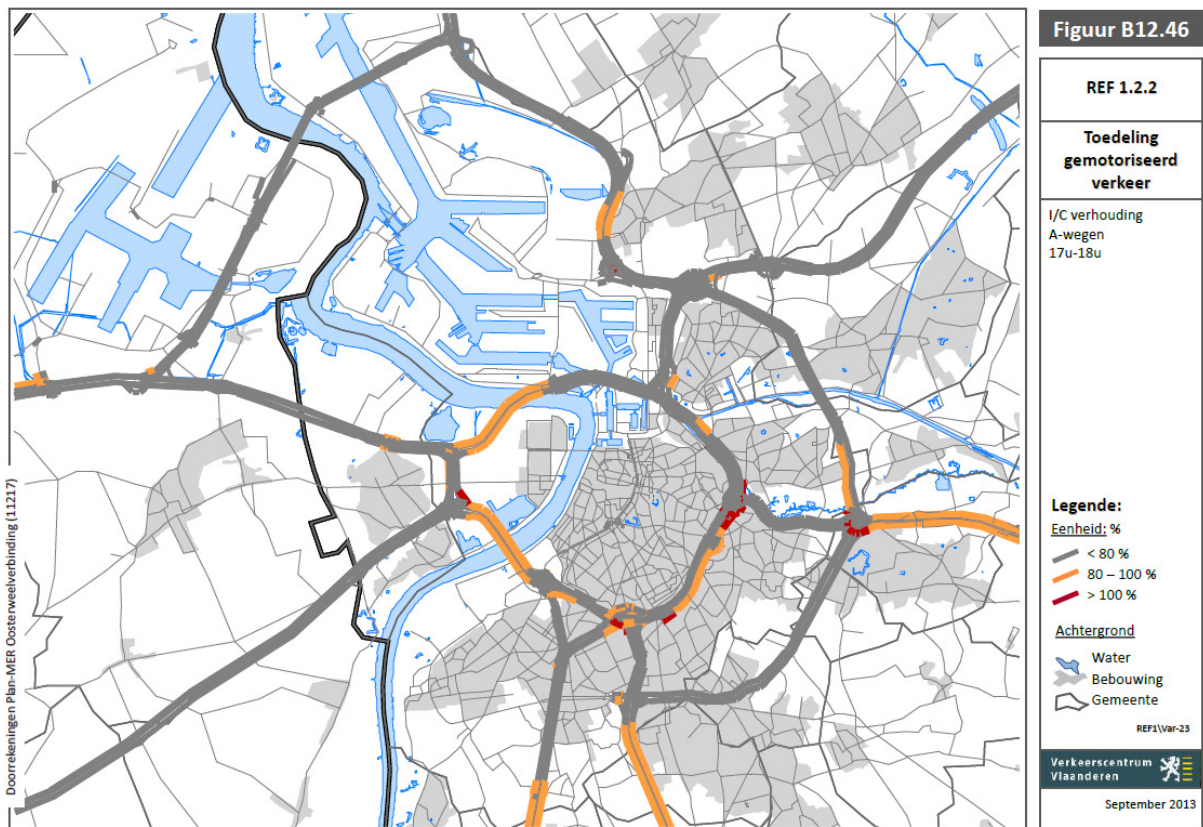 Figuur B12.46
REF 1.2.2
Toedeling
gemotoriseerd
verkeer
I/C verhouding
A-wegen
17u-18u
Legende:
Eenheid: %
< 80 %
80 – 100 %
> 100 %
Achtergrond
Water
Bebouwing
Gemeente
REF1\Var-23
Verkeerscentrum
Vlaanderen
September 2013
Doorrekeningen Plan-MER Oosterweelverbinding (11217)